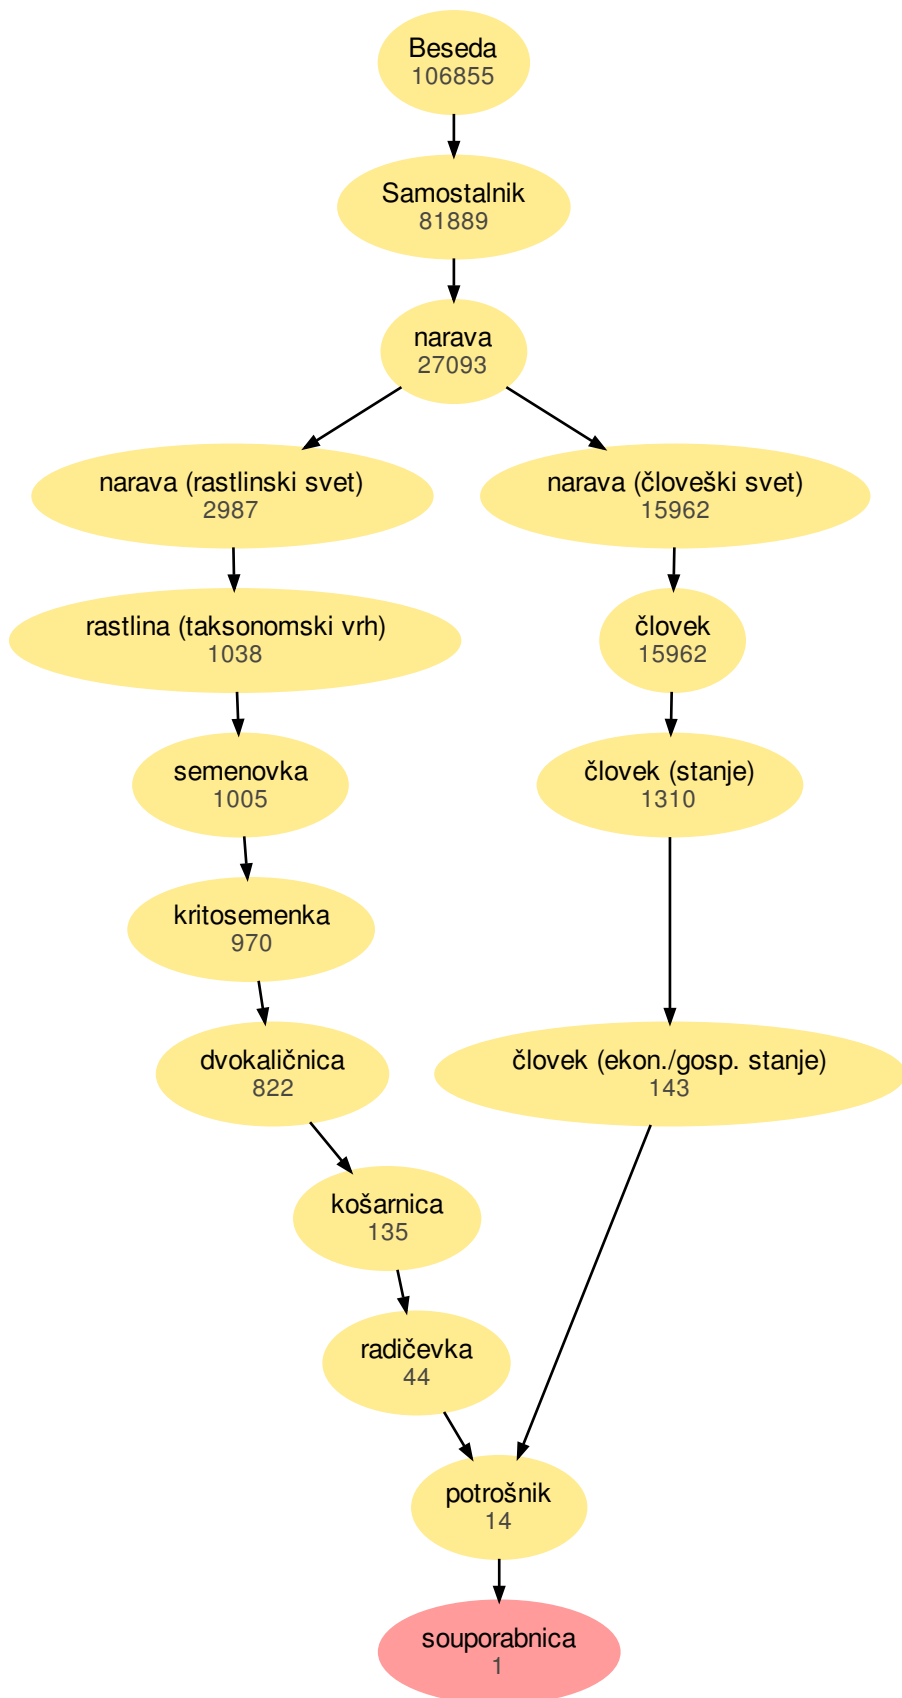 Beseda
106855
Samostalnik
81889
narava
27093
narava (rastlinski svet)
2987
narava (človeški svet)
15962
rastlina (taksonomski vrh)
1038
človek
15962
semenovka
1005
človek (stanje)
1310
kritosemenka
970
dvokaličnica
822
človek (ekon./gosp. stanje)
143
košarnica
135
radičevka
44
potrošnik
14
souporabnica
1